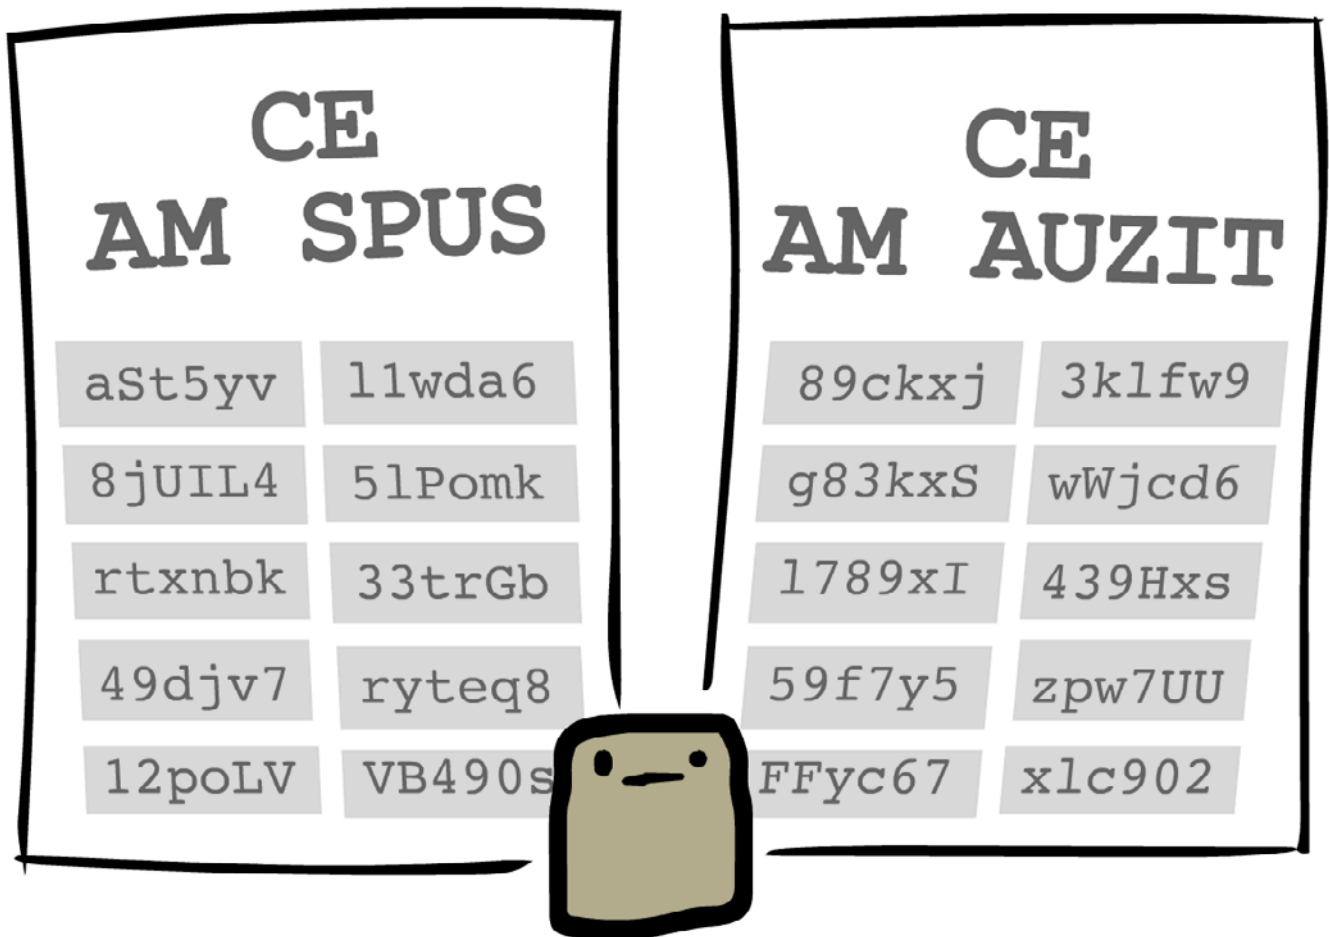 CE
AM SPUS
aSt5yv l1wda6
8jUIL4 5lPomk
rtxnbk 33trGb
49djv7 ryteq8
12poLV VB490s
CE
AM AUZIT
89ckxj 3klfw9
g83kxS wWjcd6
l789xI 439Hxs
59f7y5 zpw7UU
FFyc67 xlc902